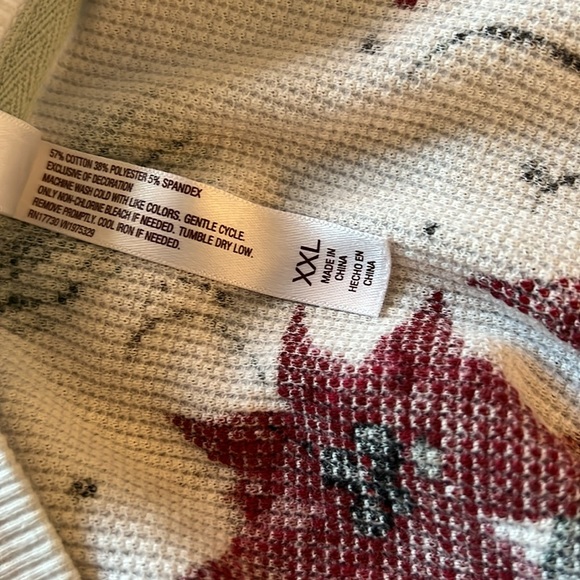 57% COTTON 38% POLYESTER 5% SPANDEX
EXCLUSIVE OF DECORATION
MACHINE WASH COLD WITH LIKE COLORS. GENTLE CYCLE.
ONLY NON-CHLORINE BLEACH IF NEEDED. TUMBLE DRY LOW.
REMOVE PROMPTLY. COOL IRON IF NEEDED.
RN17730 VN1975329
XXL
MADE IN
CHINA
HECHO EN
CHINA